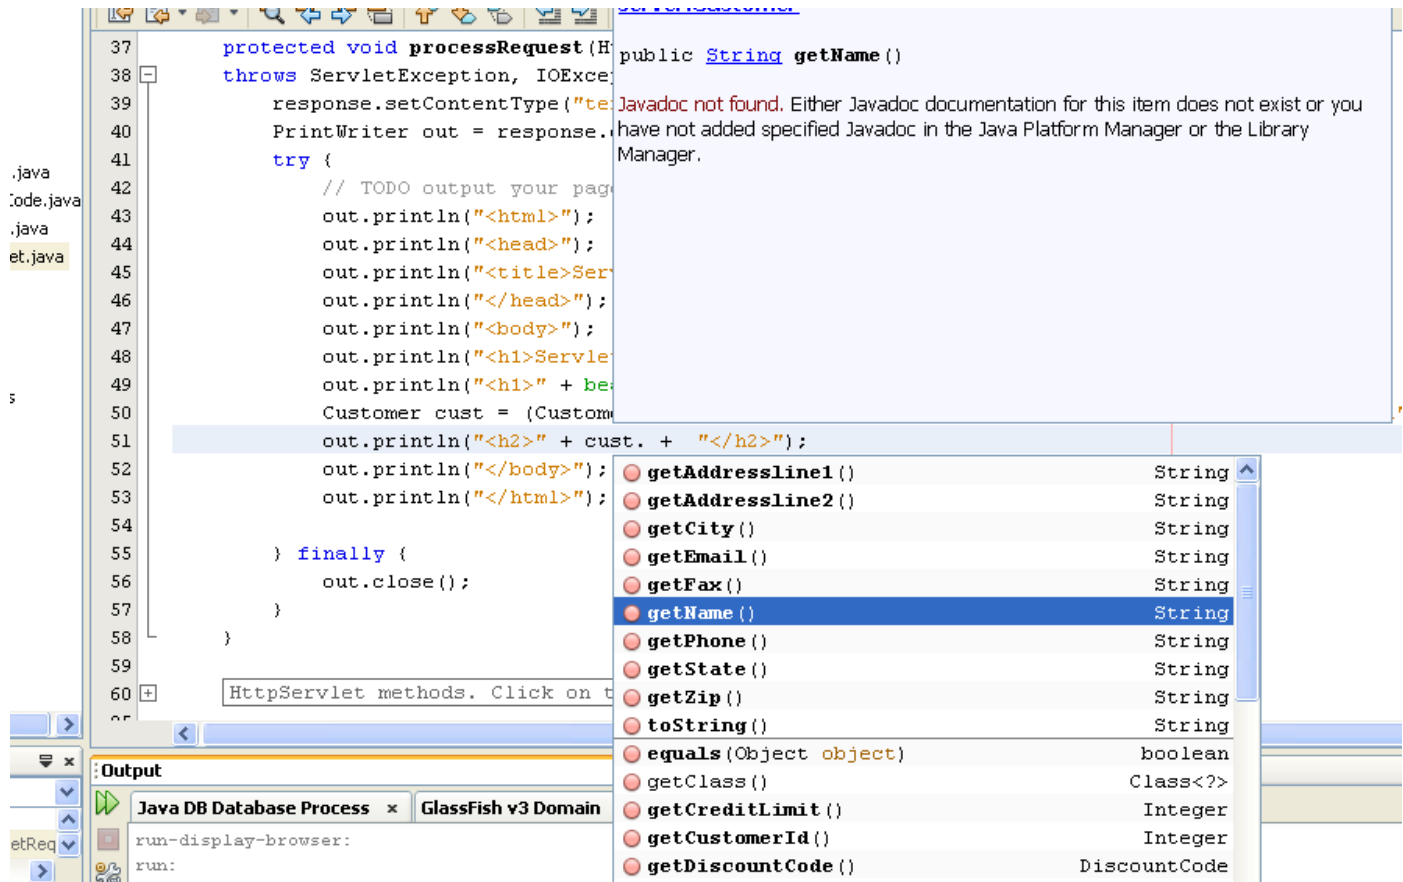 server.Customer
public String getName()
Javadoc not found. Either Javadoc documentation for this item does not exist or you
have not added specified Javadoc in the Java Platform Manager or the Library
Manager.
.java
Code.java
.java
et.java
s
37 protected void processRequest(H
38 throws ServletException, IOExce
39 response.setContentType("te
40 PrintWriter out = response.
41 try {
42 // TODO output your pag
43 out.println("<html>");
44 out.println("<head>");
45 out.println("<title>Ser
46 out.println("</head>");
47 out.println("<body>");
48 out.println("<h1>Servle
49 out.println("<h1>" + be
50 Customer cust = (Custom
51 out.println("<h2>" + cust. + "</h2>");
52 out.println("</body>");
53 out.println("</html>");
54
55 } finally {
56 out.close();
57 }
58 }
59
60 HttpServlet methods. Click on t
getAddressline1() String
getAddressline2() String
getCity() String
getEmail() String
getFax() String
getName() String
getPhone() String
getState() String
getZip() String
toString() String
equals(Object object) boolean
getClass() Class<?>
getCreditLimit() Integer
getCustomerId() Integer
getDiscountCode() DiscountCode
:Output
Java DB Database Process × GlassFish v3 Domain
etReq
run-display-browser:
run: